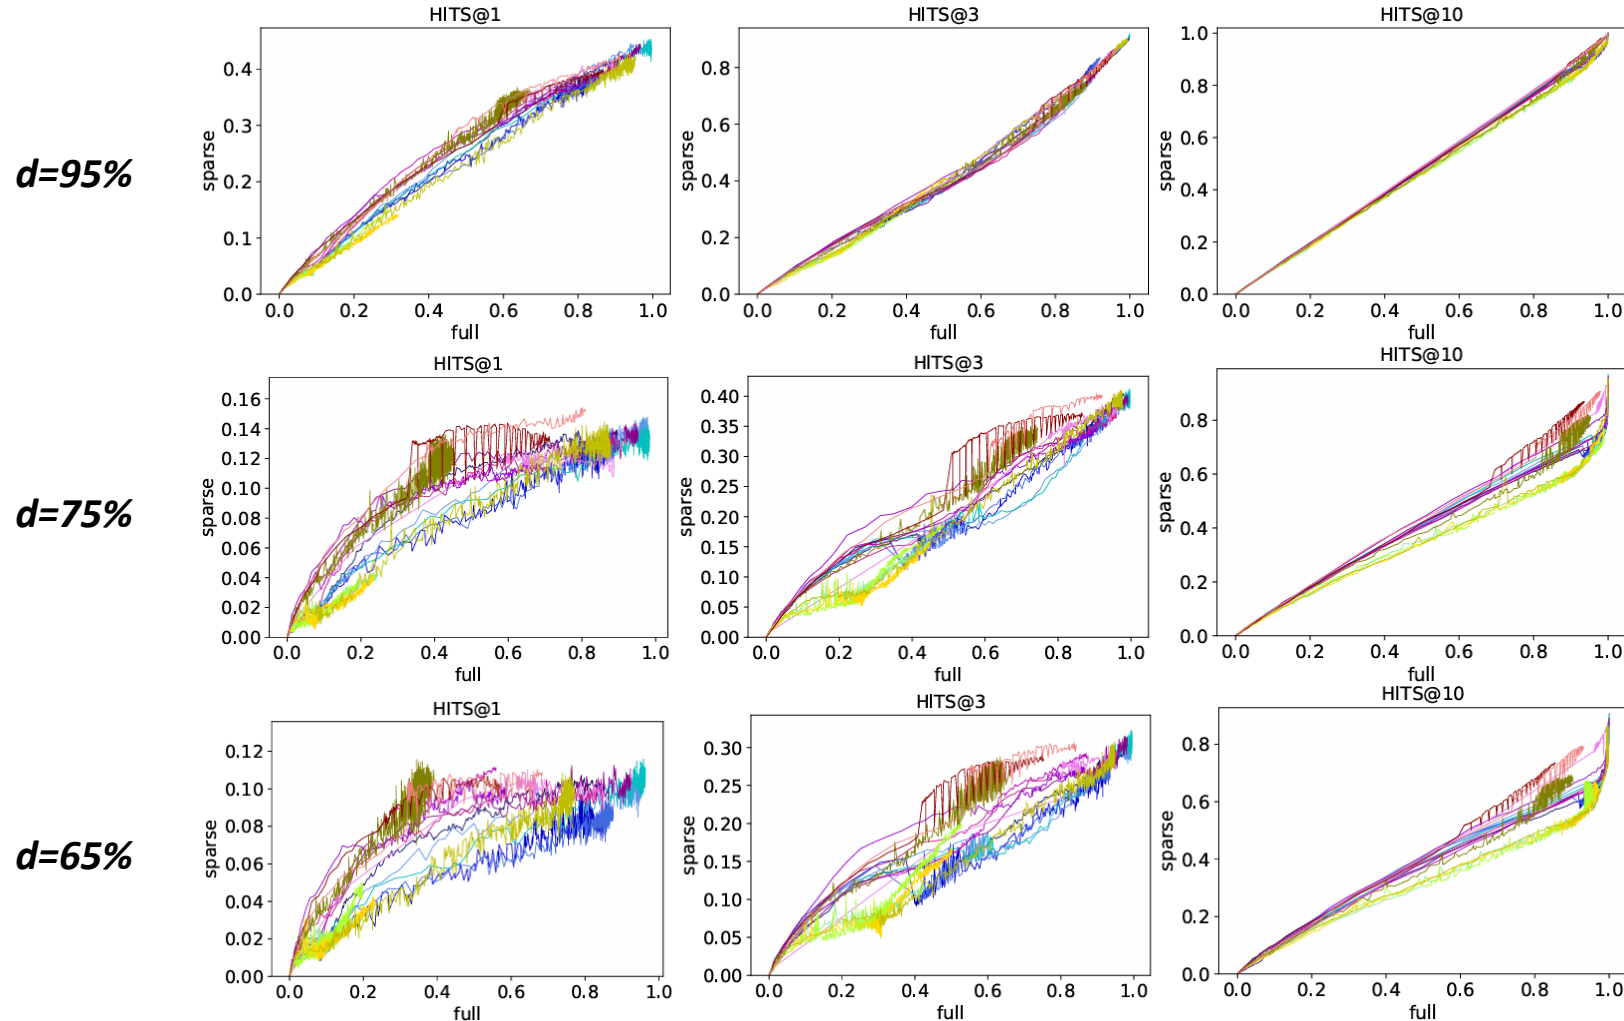 d=95%
HITS@1
sparse
0.4
0.3
0.2
0.1
0.0
0.0 0.2 0.4 0.6 0.8 1.0
full
HITS@3
sparse
0.8
0.6
0.4
0.2
0.0
0.0 0.2 0.4 0.6 0.8 1.0
full
HITS@10
sparse
1.0
0.8
0.6
0.4
0.2
0.0
0.0 0.2 0.4 0.6 0.8 1.0
full
d=75%
HITS@1
sparse
0.16
0.14
0.12
0.10
0.08
0.06
0.04
0.02
0.00
0.0 0.2 0.4 0.6 0.8 1.0
full
HITS@3
sparse
0.40
0.35
0.30
0.25
0.20
0.15
0.10
0.05
0.00
0.0 0.2 0.4 0.6 0.8 1.0
full
HITS@10
sparse
0.8
0.6
0.4
0.2
0.0
0.0 0.2 0.4 0.6 0.8 1.0
full
d=65%
HITS@1
sparse
0.12
0.10
0.08
0.06
0.04
0.02
0.00
0.0 0.2 0.4 0.6 0.8 1.0
full
HITS@3
sparse
0.30
0.25
0.20
0.15
0.10
0.05
0.00
0.0 0.2 0.4 0.6 0.8 1.0
full
HITS@10
sparse
0.8
0.6
0.4
0.2
0.0
0.0 0.2 0.4 0.6 0.8 1.0
full